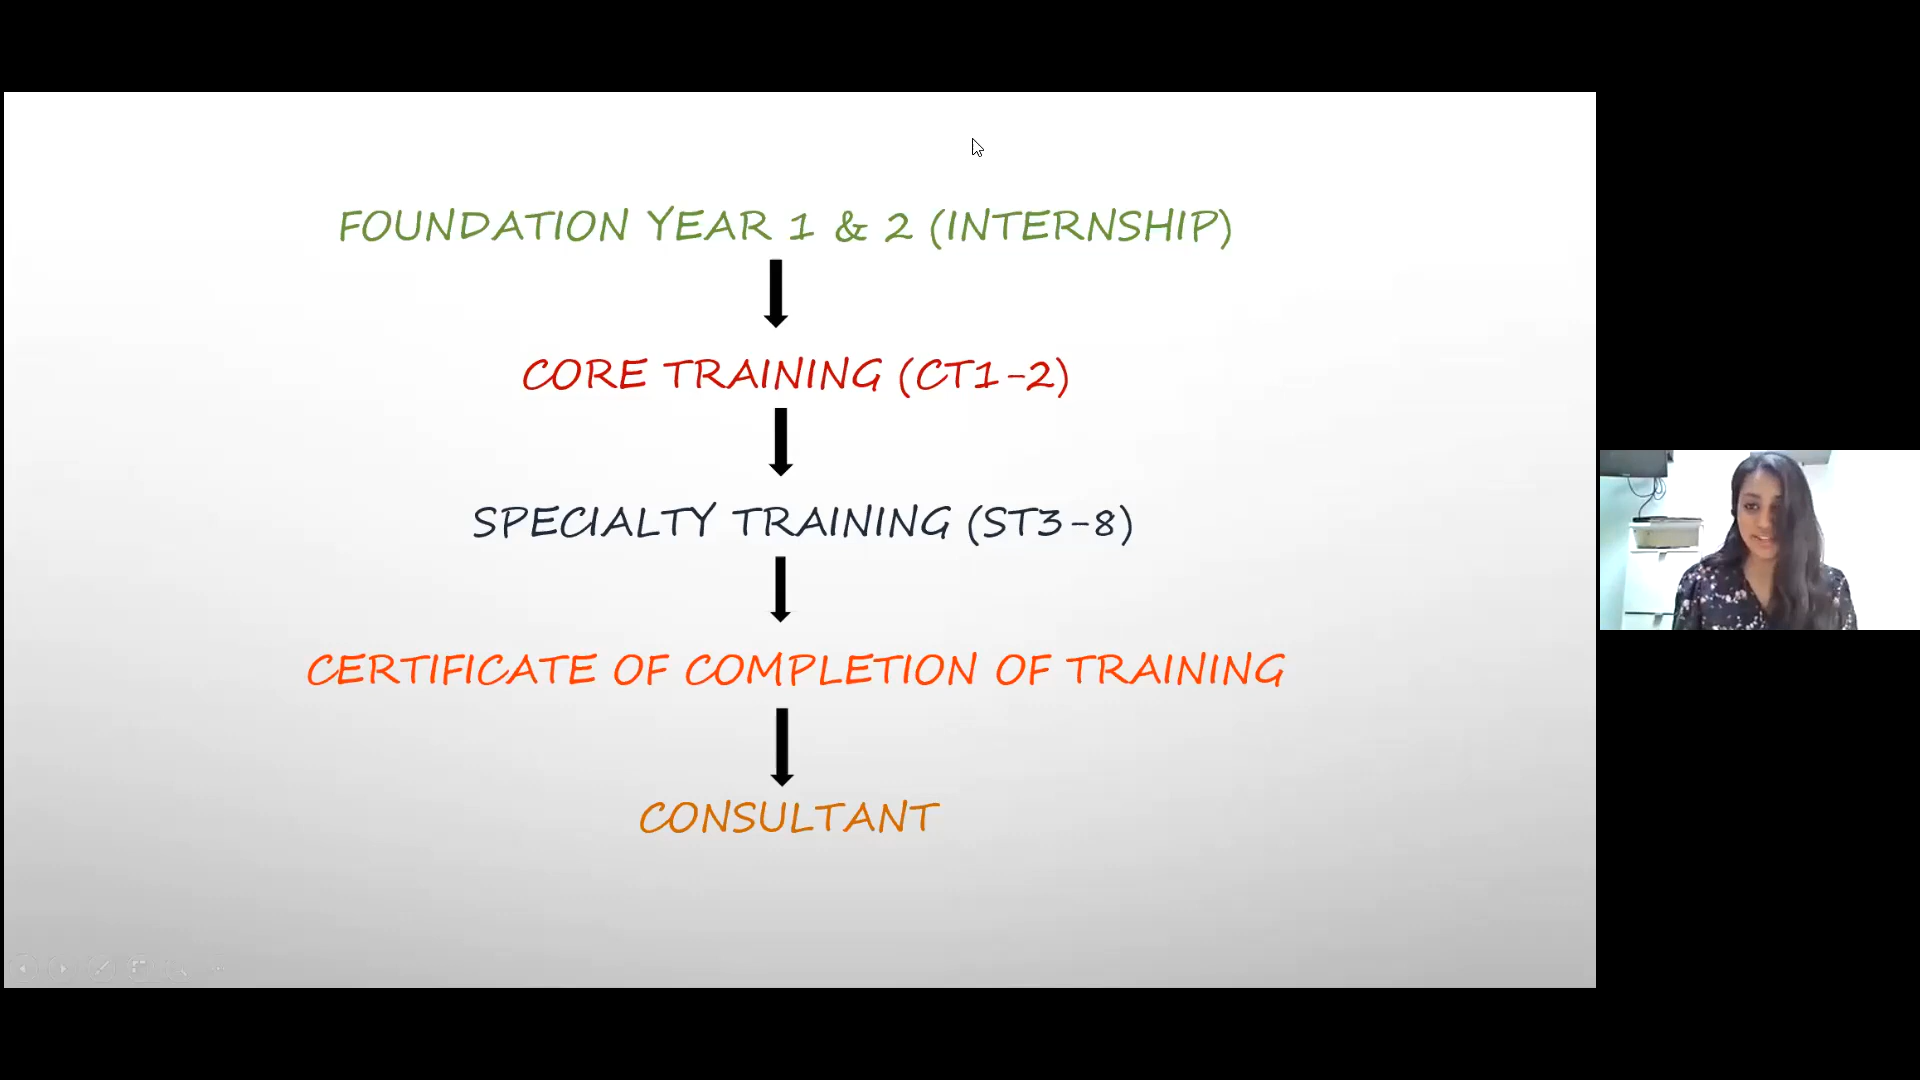 FOUNDATION YEAR 1 & 2 (INTERNSHIP)
CORE TRAINING (CT1-2)
SPECIALTY TRAINING (ST3-8)
CERTIFICATE OF COMPLETION OF TRAINING
CONSULTANT